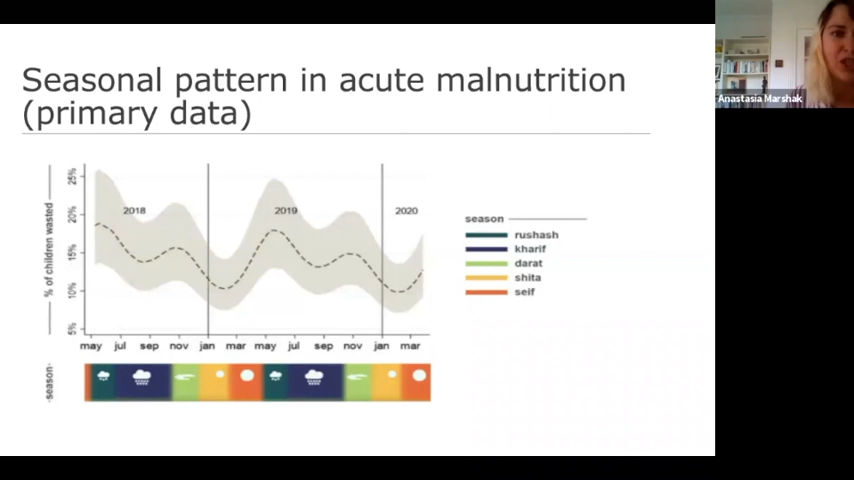 Seasonal pattern in acute malnutrition
(primary data)
Anastasia Marshak
% of children wasted
25%
20%
15%
10%
5%
2018
2019
2020
may jul sep nov jan mar may jul sep nov jan mar
season
season
rushash
kharif
darat
shita
seif